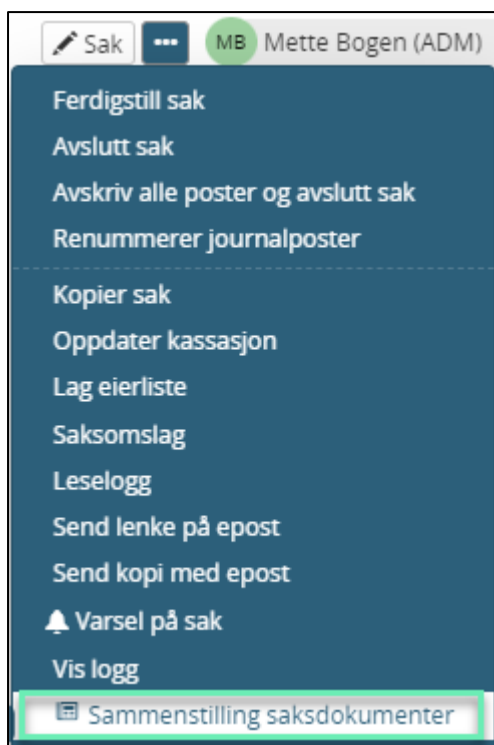 Sak ... MB Mette Bogen (ADM)
Ferdigstill sak
Avslutt sak
Avskriv alle poster og avslutt sak
Renummerer journalposter
Kopier sak
Oppdater kassasjon
Lag eierliste
Saksomslag
Leselogg
Send lenke på epost
Send kopi med epost
Varsel på sak
Vis logg
Sammenstilling saksdokumenter